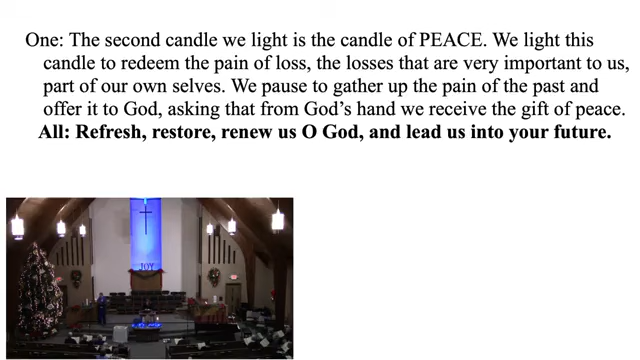 One: The second candle we light is the candle of PEACE. We light this
candle to redeem the pain of loss, the losses that are very important to us,
part of our own selves. We pause to gather up the pain of the past and
offer it to God, asking that from God’s hand we receive the gift of peace.
All: Refresh, restore, renew us O God, and lead us into your future.
JOY